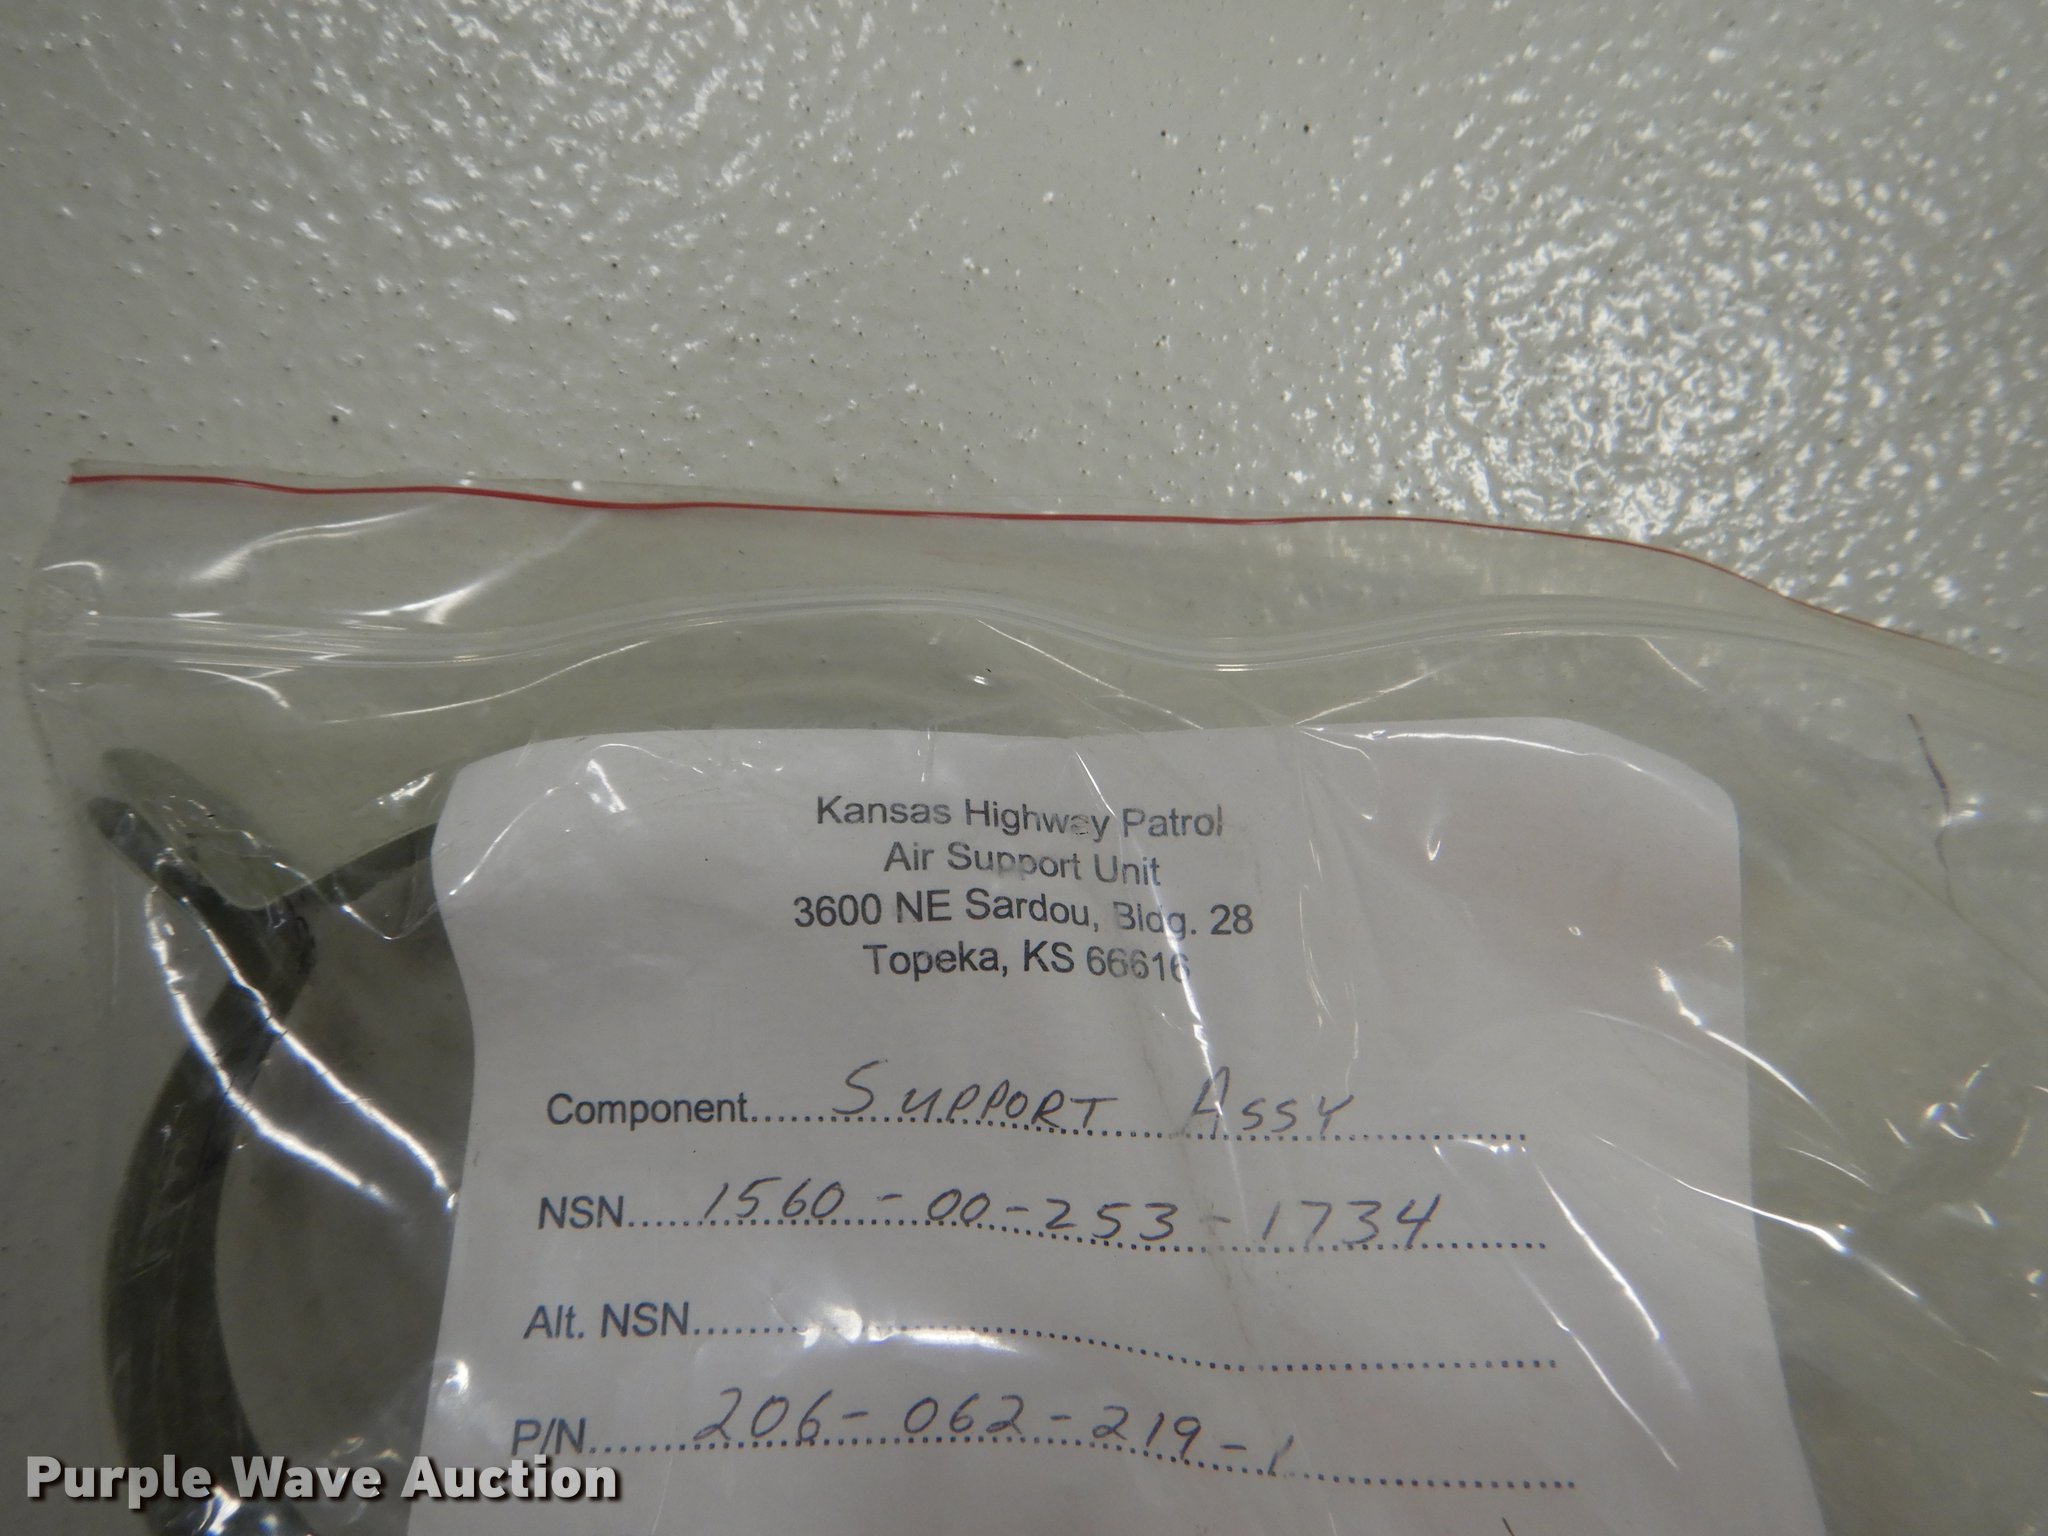 Kansas Highway Patrol
Air Support Unit
3600 NE Sardou, Bldg. 28
Topeka, KS 66616
Component......SUPPORT ASSY
NSN......1560-00-253-1734
Alt. NSN......
P/N......206-062-219-1
Purple Wave Auction